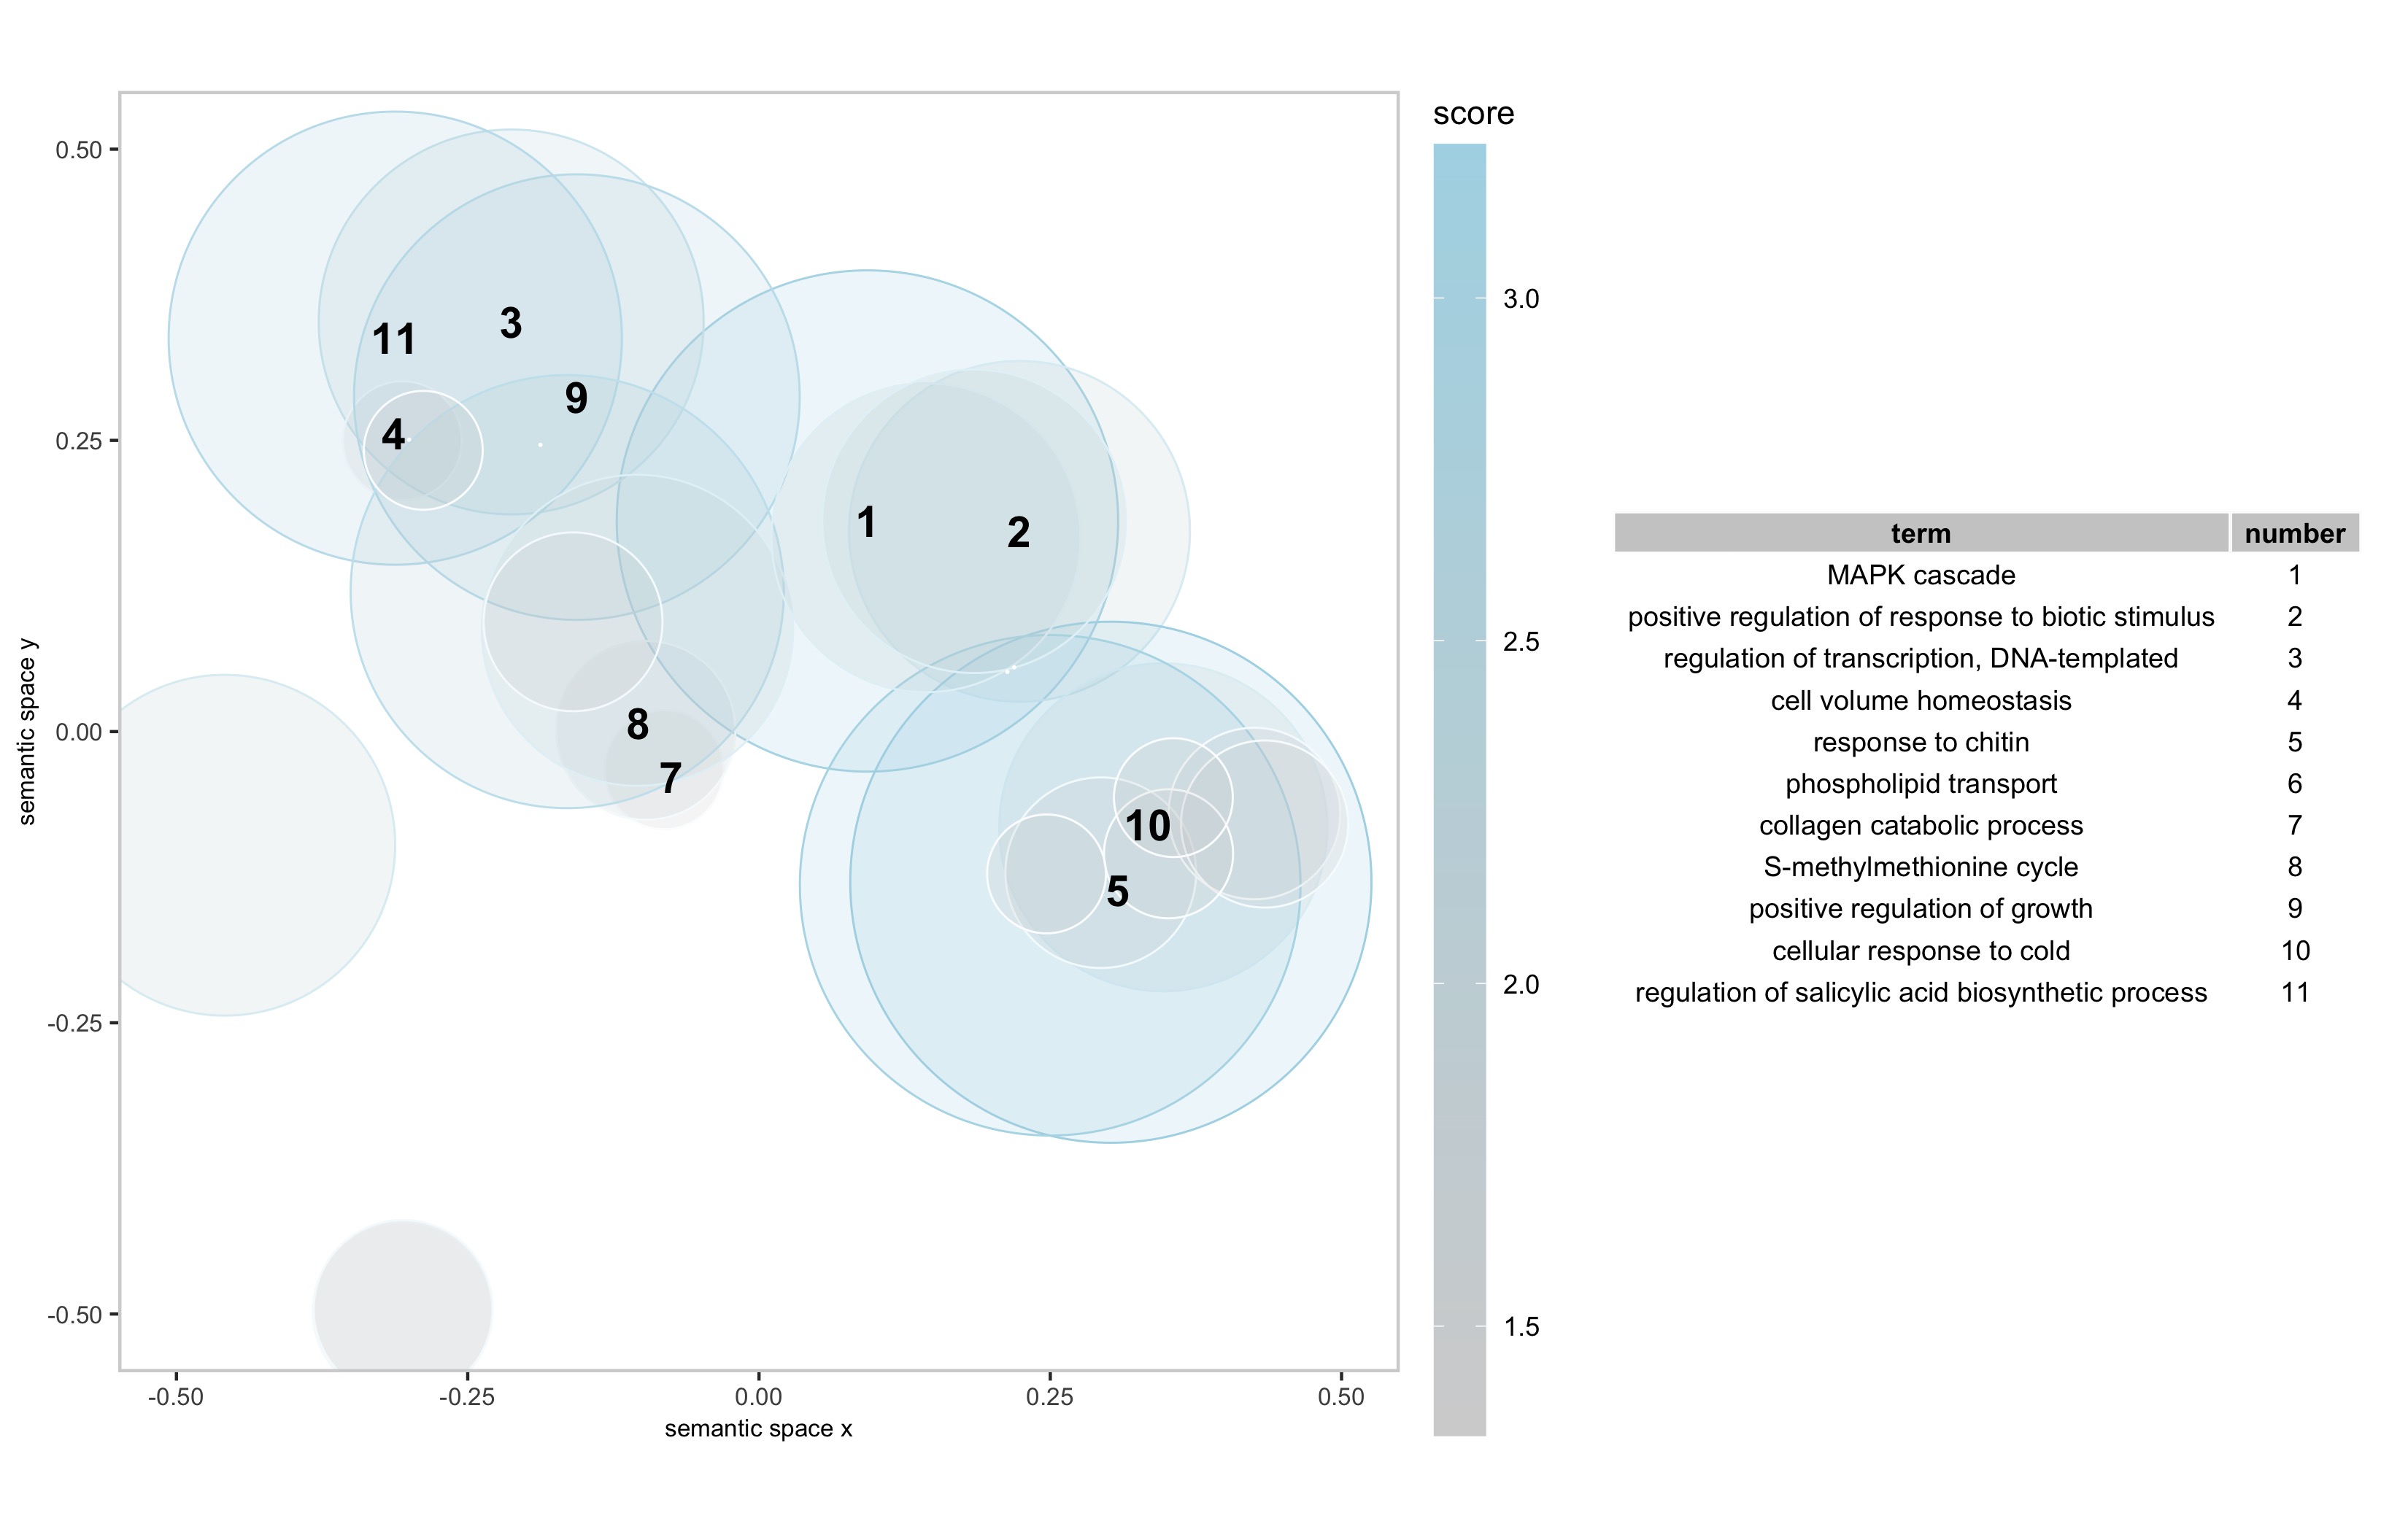 score
0.50
0.25
0.00
-0.25
-0.50
semantic space y
11
3
9
4
1
2
8
7
10
5
-0.50
-0.25
0.00
0.25
0.50
semantic space x
3.0
2.5
2.0
1.5
term number
MAPK cascade 1
positive regulation of response to biotic stimulus 2
regulation of transcription, DNA-templated 3
cell volume homeostasis 4
response to chitin 5
phospholipid transport 6
collagen catabolic process 7
S-methylmethionine cycle 8
positive regulation of growth 9
cellular response to cold 10
regulation of salicylic acid biosynthetic process 11